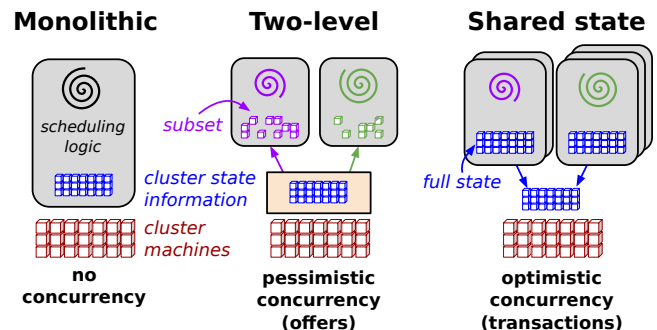 Monolithic
Two-level
Shared state
scheduling
logic
subset
cluster state
information
full state
cluster
machines
no
concurrency
pessimistic
concurrency
(offers)
optimistic
concurrency
(transactions)